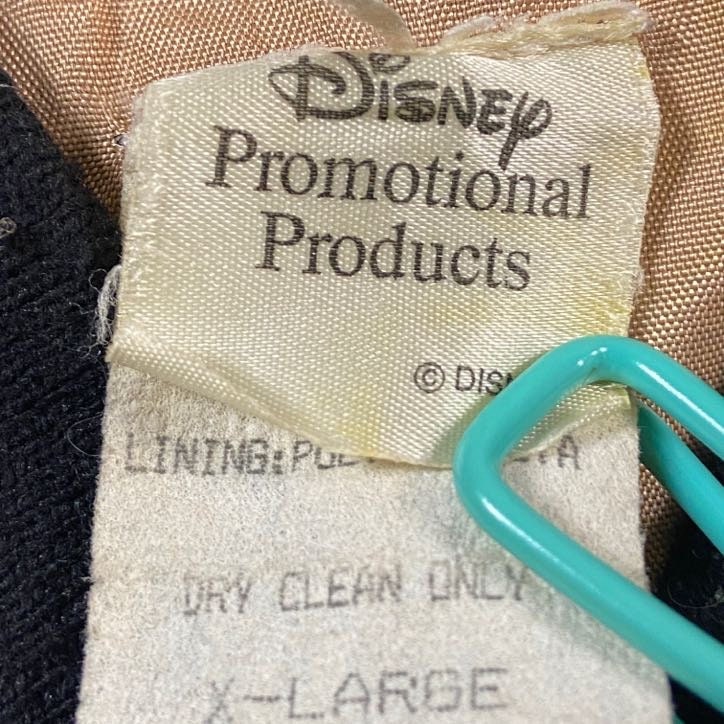 Disney
Promotional
Products
© DIS
LINING:
DRY CLEAN ONLY
X-LARGE